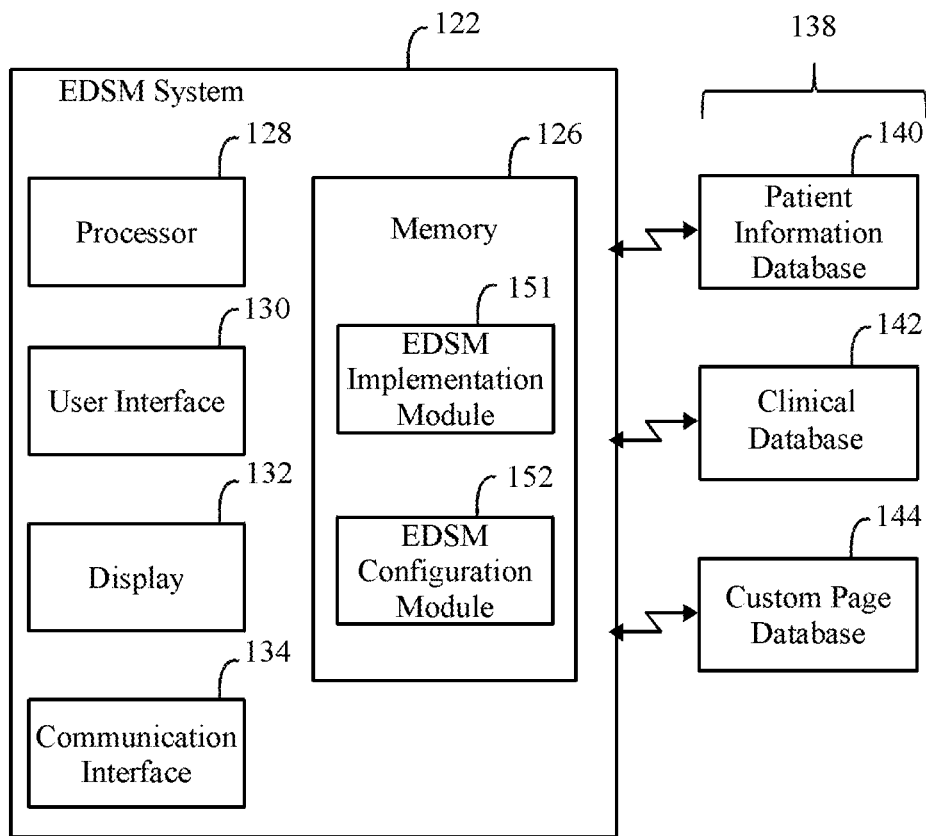 122
138
EDSM System
128
Processor
130
User Interface
132
Display
134
Communication
Interface
126
Memory
151
EDSM
Implementation
Module
152
EDSM
Configuration
Module
140
Patient
Information
Database
142
Clinical
Database
144
Custom Page
Database